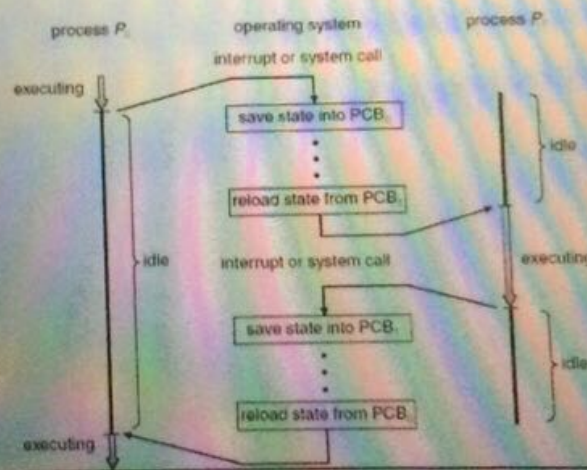 process P
operating system
process P
interrupt or system call
executing
save state into PCB
idle
reload state from PCB
idle
interrupt or system call
executing
save state into PCB
idle
reload state from PCB
executing